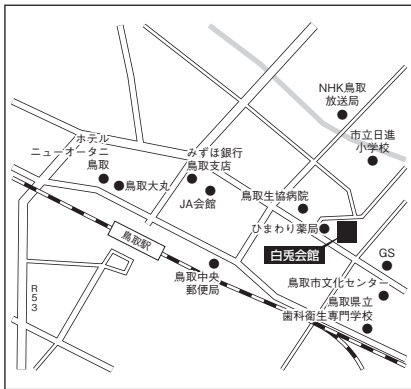 NHK鳥取
放送局
市立日進
小学校
ホテル
ニューオータニ
鳥取
鳥取大丸
みずほ銀行
鳥取支店
JA会館
鳥取生協病院
ひまわり薬局
白兎会館
GS
鳥取駅
鳥取中央
郵便局
鳥取市文化センター
鳥取県立
歯科衛生専門学校
R53